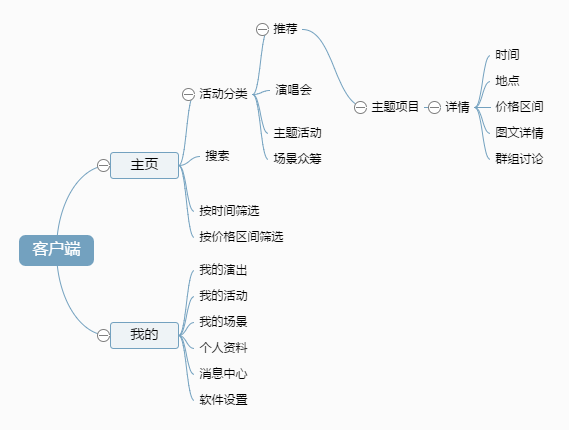 客户端
主页
活动分类
推荐
主题项目
详情
时间
地点
价格区间
图文详情
群组讨论
演唱会
主题活动
场景众筹
搜索
按时间筛选
按价格区间筛选
我的
我的演出
我的活动
我的场景
个人资料
消息中心
软件设置